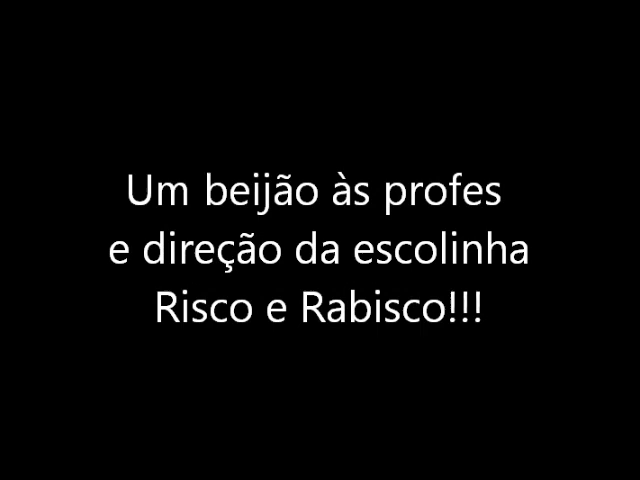 Um beijão às profes
e direção da escolinha
Risco e Rabisco!!!